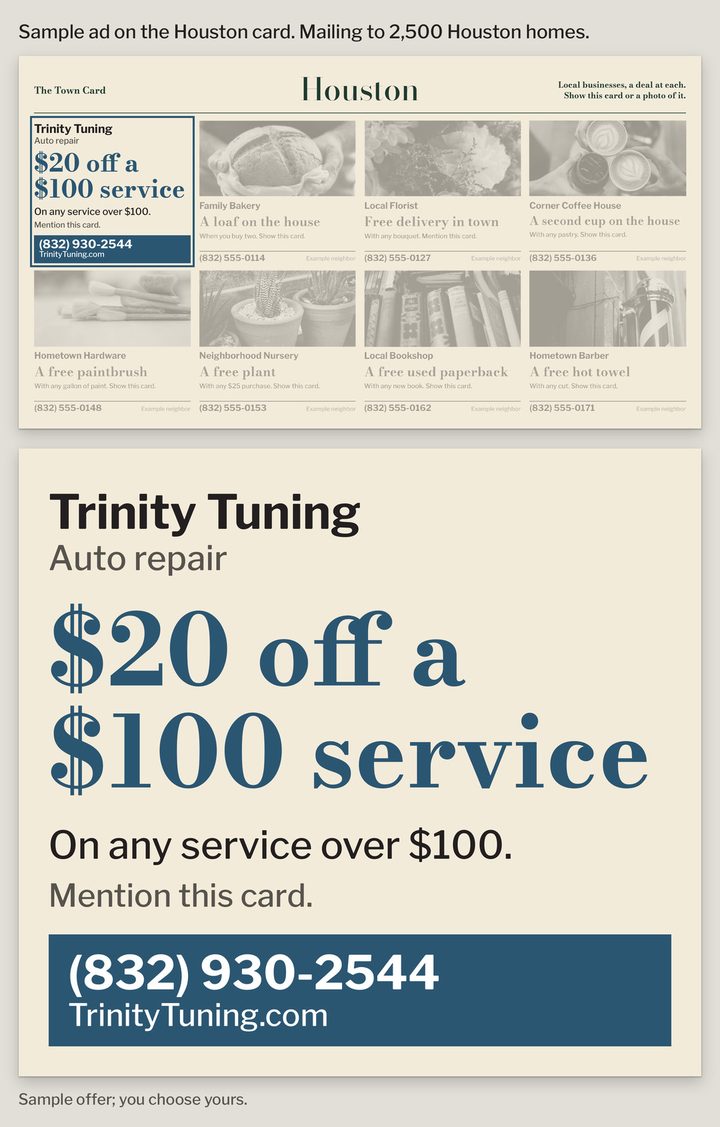 Sample ad on the Houston card. Mailing to 2,500 Houston homes.
The Town Card
Houston
Local businesses, a deal at each.
Show this card or a photo of it.
Trinity Tuning
Auto repair
$20 off a
$100 service
On any service over $100.
Mention this card.
(832) 930-2544
TrinityTuning.com
Family Bakery
A loaf on the house
When you buy two. Show this card.
(832) 555-0114
Example neighbor
Local Florist
Free delivery in town
With any bouquet. Mention this card.
(832) 555-0127
Example neighbor
Corner Coffee House
A second cup on the house
With any pastry. Show this card.
(832) 555-0136
Example neighbor
Hometown Hardware
A free paintbrush
With any gallon of paint. Show this card.
(832) 555-0148
Example neighbor
Neighborhood Nursery
A free plant
With any $25 purchase. Show this card.
(832) 555-0153
Example neighbor
Local Bookshop
A free used paperback
With any new book. Show this card.
(832) 555-0162
Example neighbor
Hometown Barber
A free hot towel
With any cut. Show this card.
(832) 555-0171
Example neighbor
Trinity Tuning
Auto repair
$20 off a
$100 service
On any service over $100.
Mention this card.
(832) 930-2544
TrinityTuning.com
Sample offer; you choose yours.